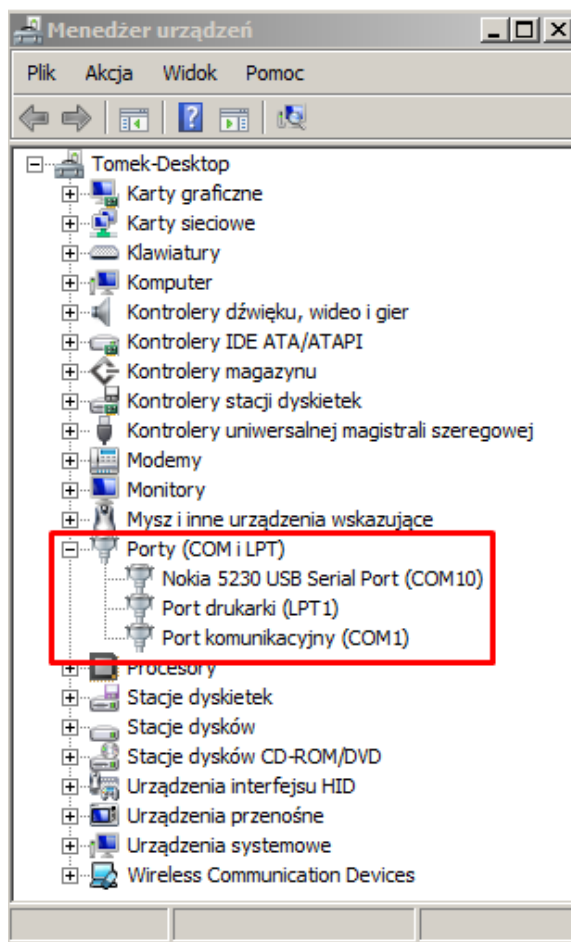 Menedżer urządzeń
Plik Akcja Widok Pomoc
Tomek-Desktop
Karty graficzne
Karty sieciowe
Klawiatury
Komputer
Kontrolery dźwięku, wideo i gier
Kontrolery IDE ATA/ATAPI
Kontrolery magazynu
Kontrolery stacji dyskietek
Kontrolery uniwersalnej magistrali szeregowej
Modemy
Monitory
Mysz i inne urządzenia wskazujące
Porty (COM i LPT)
Nokia 5230 USB Serial Port (COM10)
Port drukarki (LPT1)
Port komunikacyjny (COM1)
Procesory
Stacje dyskietek
Stacje dysków
Stacje dysków CD-ROM/DVD
Urządzenia interfejsu HID
Urządzenia przenośne
Urządzenia systemowe
Wireless Communication Devices